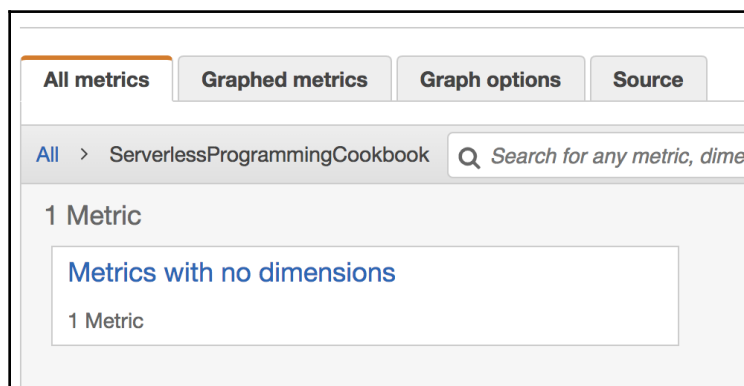 All metrics Graphed metrics Graph options Source
All > ServerlessProgrammingCookbook Search for any metric,
1 Metric
Metrics with no dimensions
1 Metric